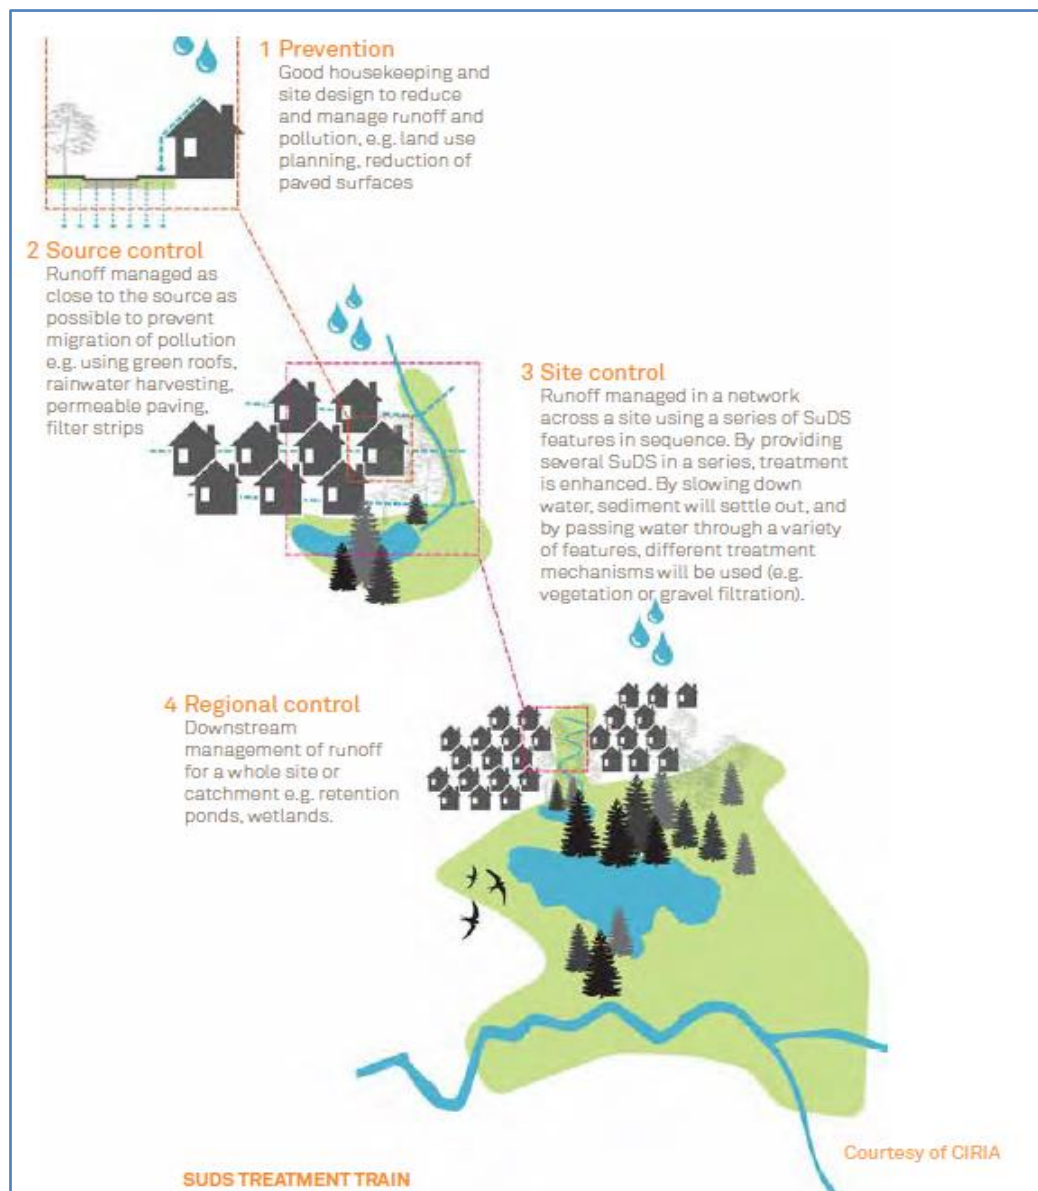 1 Prevention
Good housekeeping and
site design to reduce
and manage runoff and
pollution, e.g. land use
planning, reduction of
paved surfaces
2 Source control
Runoff managed as
close to the source as
possible to prevent
migration of pollution
e.g. using green roofs,
rainwater harvesting,
permeable paving,
filter strips
3 Site control
Runoff managed in a network
across a site using a series of SuDS
features in sequence. By providing
several SuDS in a series, treatment
is enhanced. By slowing down
water, sediment will settle out, and
by passing water through a variety
of features, different treatment
mechanisms will be used (e.g.
vegetation or gravel filtration).
4 Regional control
Downstream
management of runoff
for a whole site or
catchment e.g. retention
ponds, wetlands.
Courtesy of CIRIA
SUDS TREATMENT TRAIN